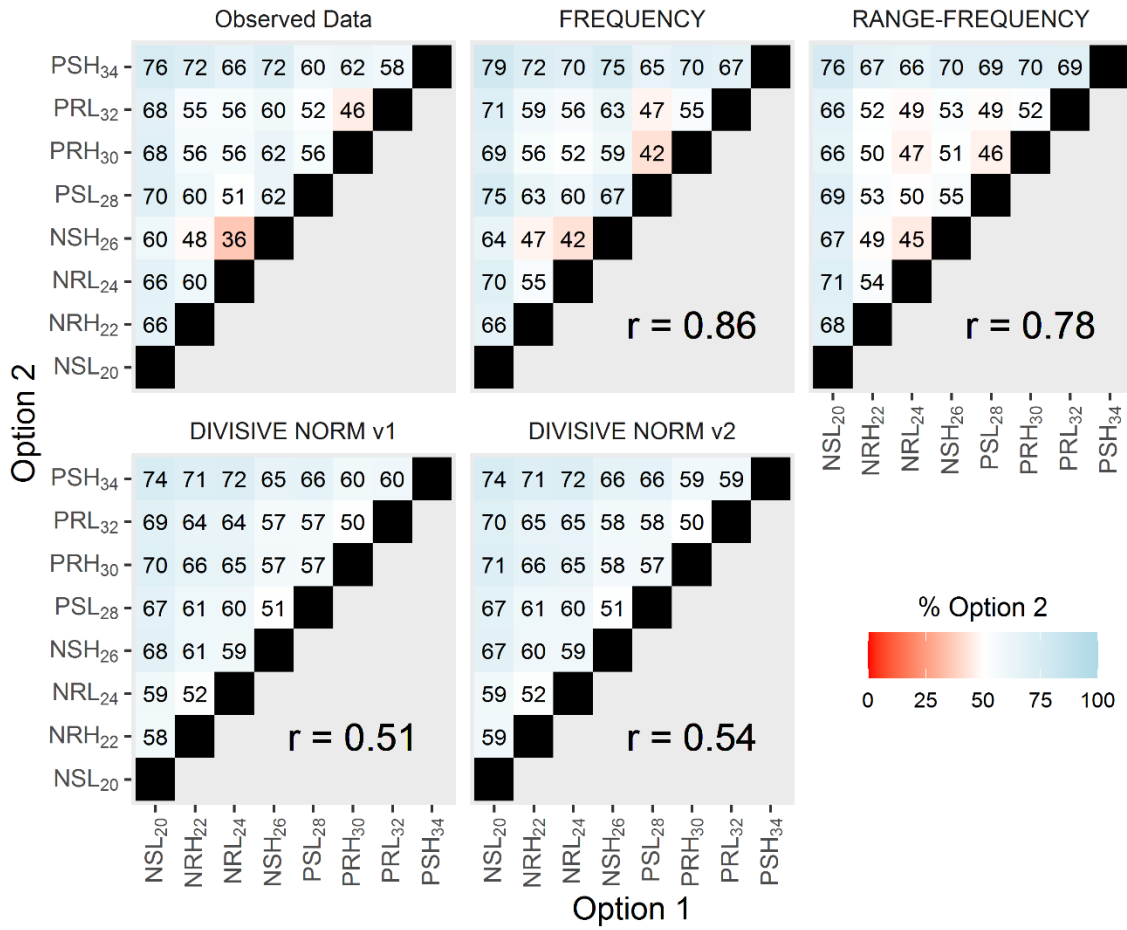 Observed Data
FREQUENCY
RANGE-FREQUENCY
PSH₃₄ 76 72 66 72 60 62 58
79 72 70 75 65 70 67
76 67 66 70 69 70 69
PRL₃₂ 68 55 56 60 52 46
71 59 56 63 47 55
66 52 49 53 49 52
PRH₃₀ 68 56 56 62 56
69 56 52 59 42
66 50 47 51 46
PSL₂₈ 70 60 51 62
75 63 60 67
69 53 50 55
NSH₂₆ 60 48 36
64 47 42
67 49 45
NRL₂₄ 66 60
70 55
71 54
NRH₂₂ 66
66 r = 0.86
68 r = 0.78
NSL₂₀
Option 2
NSL₂₀ NRH₂₂ NRL₂₄ NSH₂₆ PSL₂₈ PRH₃₀ PRL₃₂ PSH₃₄
DIVISIVE NORM v1
DIVISIVE NORM v2
PSH₃₄ 74 71 72 65 66 60 60
74 71 72 66 66 59 59
PRL₃₂ 69 64 64 57 57 50
70 65 65 58 58 50
PRH₃₀ 70 66 65 57 57
71 66 65 58 57
PSL₂₈ 67 61 60 51
67 61 60 51
NSH₂₆ 68 61 59
67 60 59
NRL₂₄ 59 52
59 52
NRH₂₂ 58 r = 0.51
59 r = 0.54
NSL₂₀
NSL₂₀ NRH₂₂ NRL₂₄ NSH₂₆ PSL₂₈ PRH₃₀ PRL₃₂ PSH₃₄
NSL₂₀ NRH₂₂ NRL₂₄ NSH₂₆ PSL₂₈ PRH₃₀ PRL₃₂ PSH₃₄
Option 1
% Option 2
0 25 50 75 100